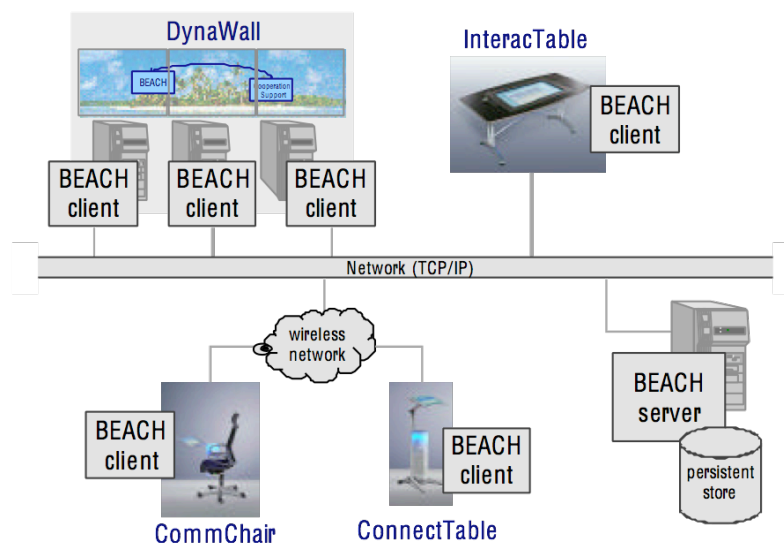 DynaWall
BEACH
Cooperation
Support
InteracTable
BEACH
client
BEACH
client
BEACH
client
BEACH
client
Network (TCP/IP)
wireless
network
BEACH
client
CommChair
BEACH
client
ConnectTable
BEACH
server
persistent
store